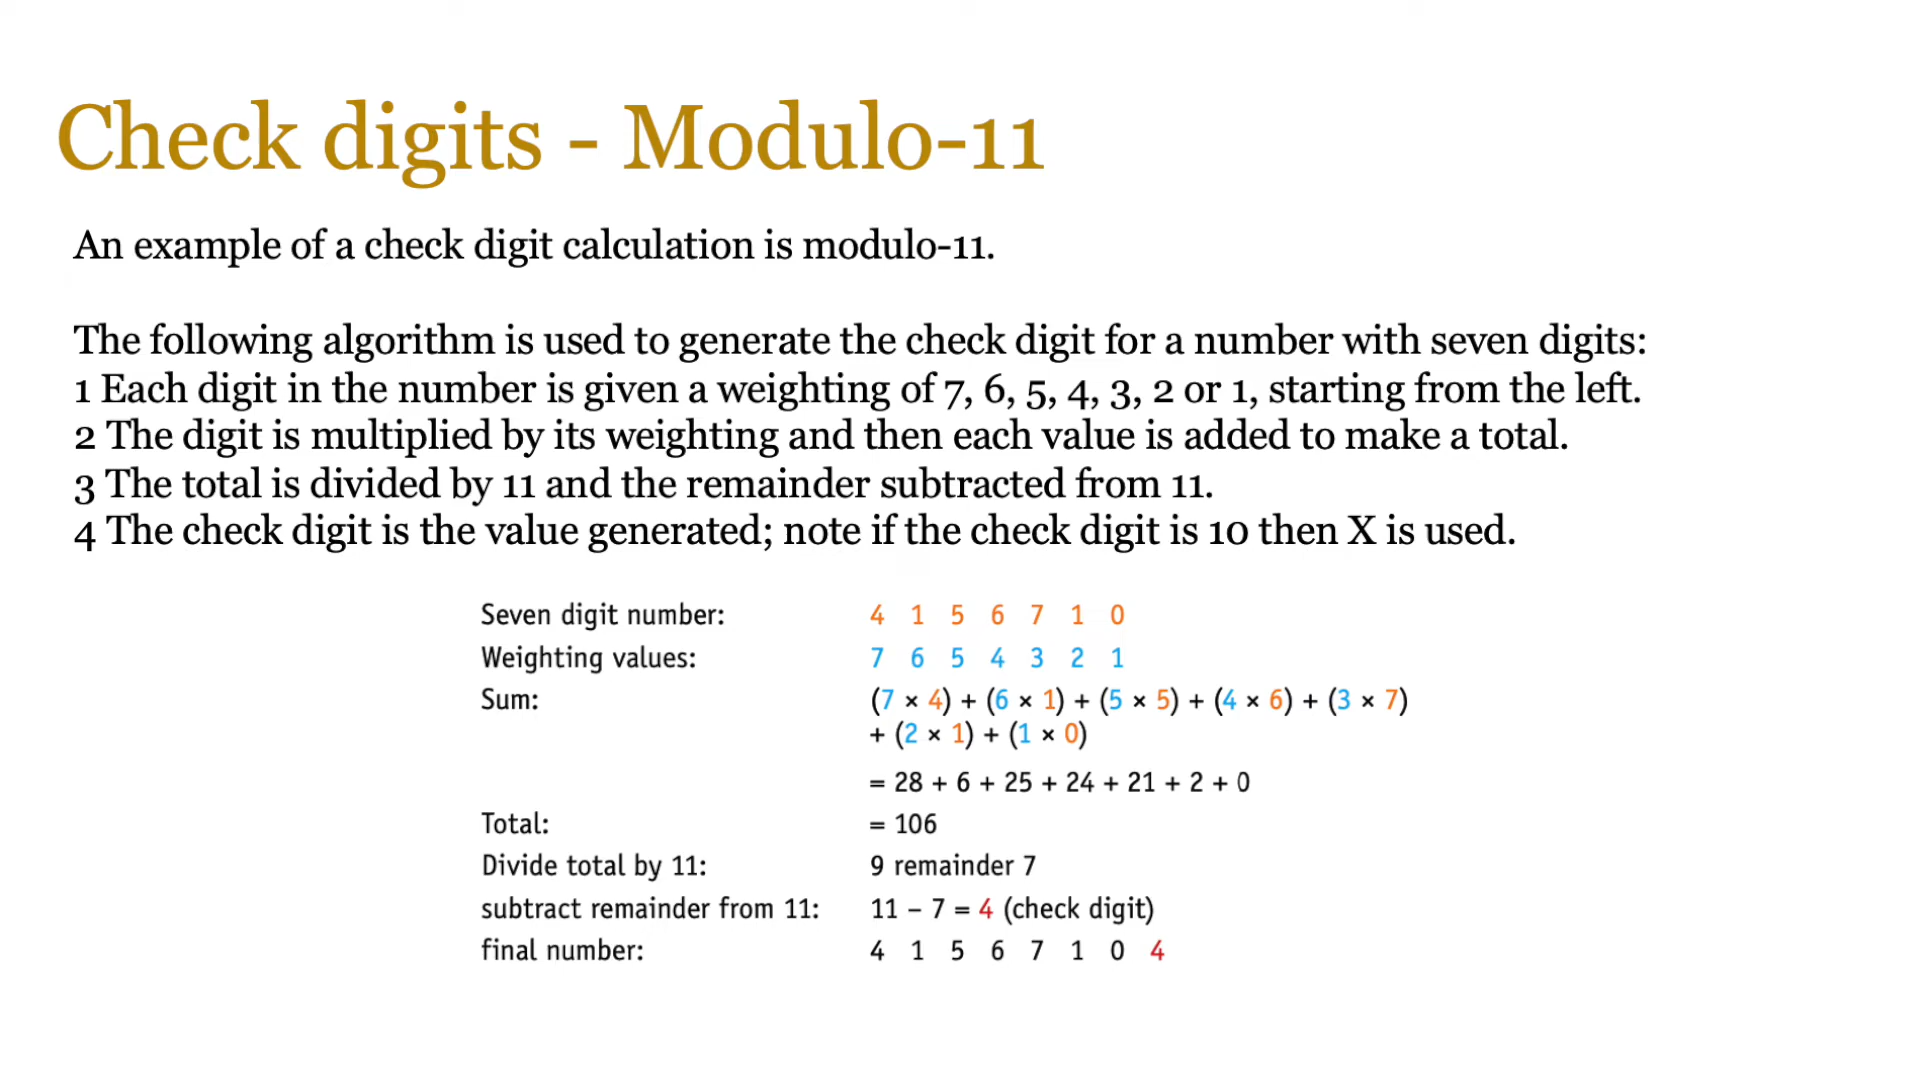 Check digits - Modulo-11
An example of a check digit calculation is modulo-11.
The following algorithm is used to generate the check digit for a number with seven digits:
1 Each digit in the number is given a weighting of 7, 6, 5, 4, 3, 2 or 1, starting from the left.
2 The digit is multiplied by its weighting and then each value is added to make a total.
3 The total is divided by 11 and the remainder subtracted from 11.
4 The check digit is the value generated; note if the check digit is 10 then X is used.
Seven digit number: 4 1 5 6 7 1 0
Weighting values: 7 6 5 4 3 2 1
Sum: (7 × 4) + (6 × 1) + (5 × 5) + (4 × 6) + (3 × 7)
+ (2 × 1) + (1 × 0)
= 28 + 6 + 25 + 24 + 21 + 2 + 0
Total: = 106
Divide total by 11: 9 remainder 7
subtract remainder from 11: 11 – 7 = 4 (check digit)
final number: 4 1 5 6 7 1 0 4